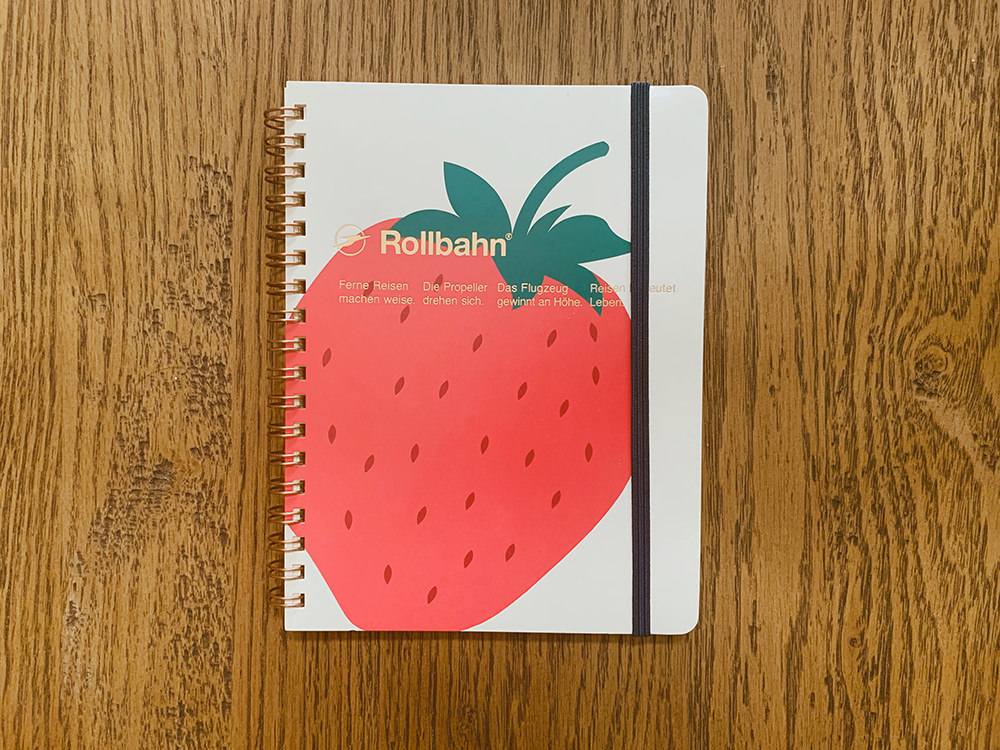 Rollbahn®
Ferne Reisen Die Propeller Das Flugzeug Reisen
machen weise. drehen sich. gewinnt an Höhe. Leben